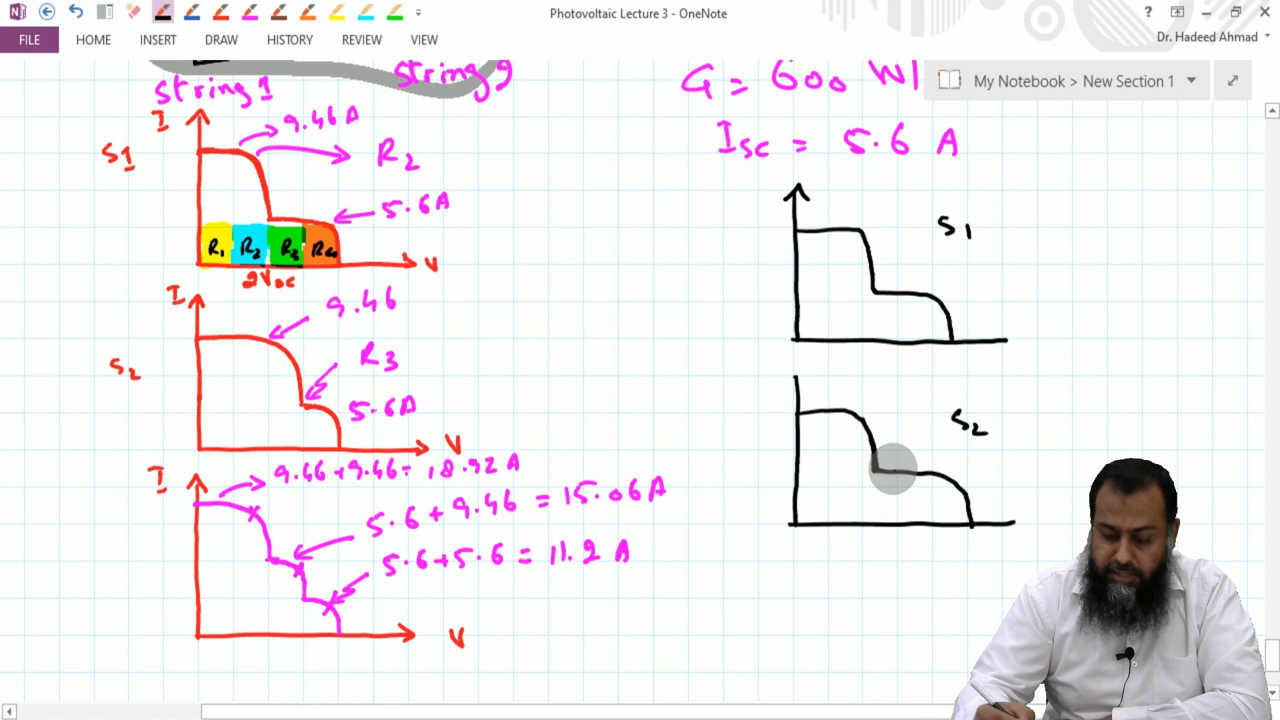 Photovoltaic Lecture 3 - OneNote
Dr. Hadeed Ahmad
FILE HOME INSERT DRAW HISTORY REVIEW VIEW
My Notebook > New Section 1
String 1
G = 600 W/
Isc = 5.6 A
I
9.46 A
S1
R2
5.6A
R1 R2 R3 R4
V
2Voc
I
9.46
S2
R3
5.6A
V
I
9.46 + 9.46 = 18.92 A
5.6 + 9.46 = 15.06 A
5.6+5.6 = 11.2 A
V
S1
S2